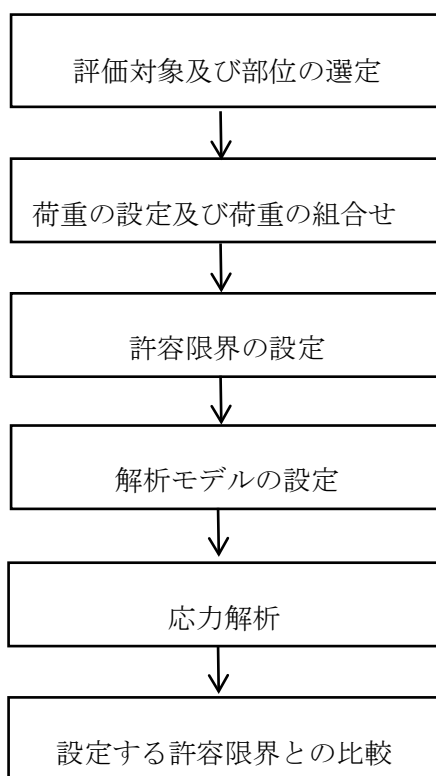 評価対象及び部位の選定
荷重の設定及び荷重の組合せ
許容限界の設定
解析モデルの設定
応力解析
設定する許容限界との比較